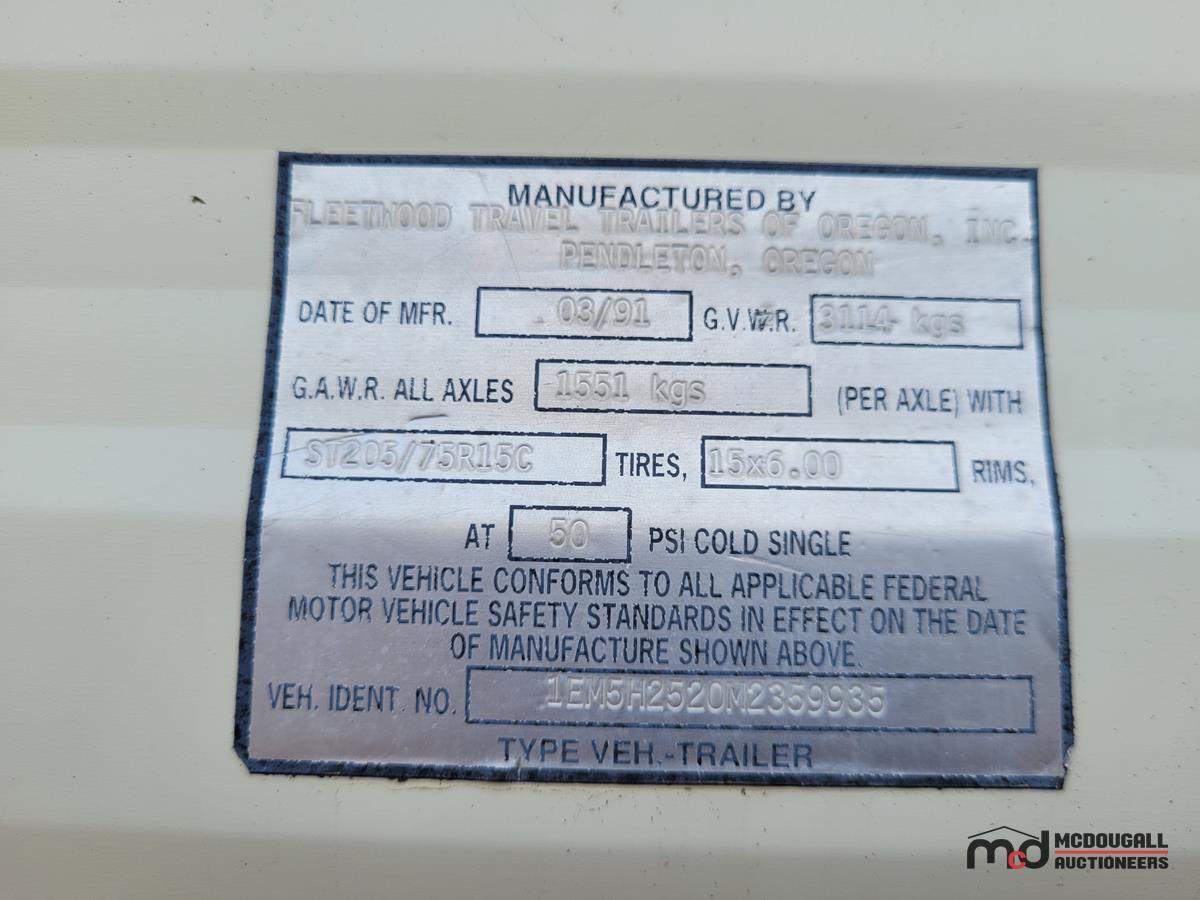 MANUFACTURED BY
FLEETWOOD TRAVEL TRAILERS OF OREGON, INC.
PENDLETON, OREGON
DATE OF MFR. 03/91 G.V.W.R. 3114 kgs
G.A.W.R. ALL AXLES 1551 kgs (PER AXLE) WITH
ST205/75R15C TIRES, 15x6.00 RIMS,
AT 50 PSI COLD SINGLE
THIS VEHICLE CONFORMS TO ALL APPLICABLE FEDERAL
MOTOR VEHICLE SAFETY STANDARDS IN EFFECT ON THE DATE
OF MANUFACTURE SHOWN ABOVE.
VEH. IDENT. NO. 1EM5H2520M2359935
TYPE VEH.-TRAILER
mcd MCDOUGALL
AUCTIONEERS